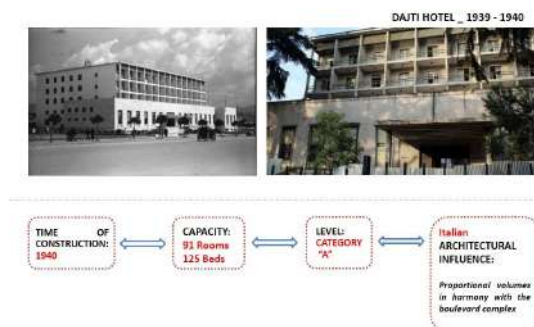 DAJTI HOTEL _ 1939 - 1940
TIME OF
CONSTRUCTION:
1940
CAPACITY:
91 Rooms
125 Beds
LEVEL:
CATEGORY
"A"
Italian
ARCHITECTURAL
INFLUENCE:
Proportional volumes
in harmony with the
boulevard complex